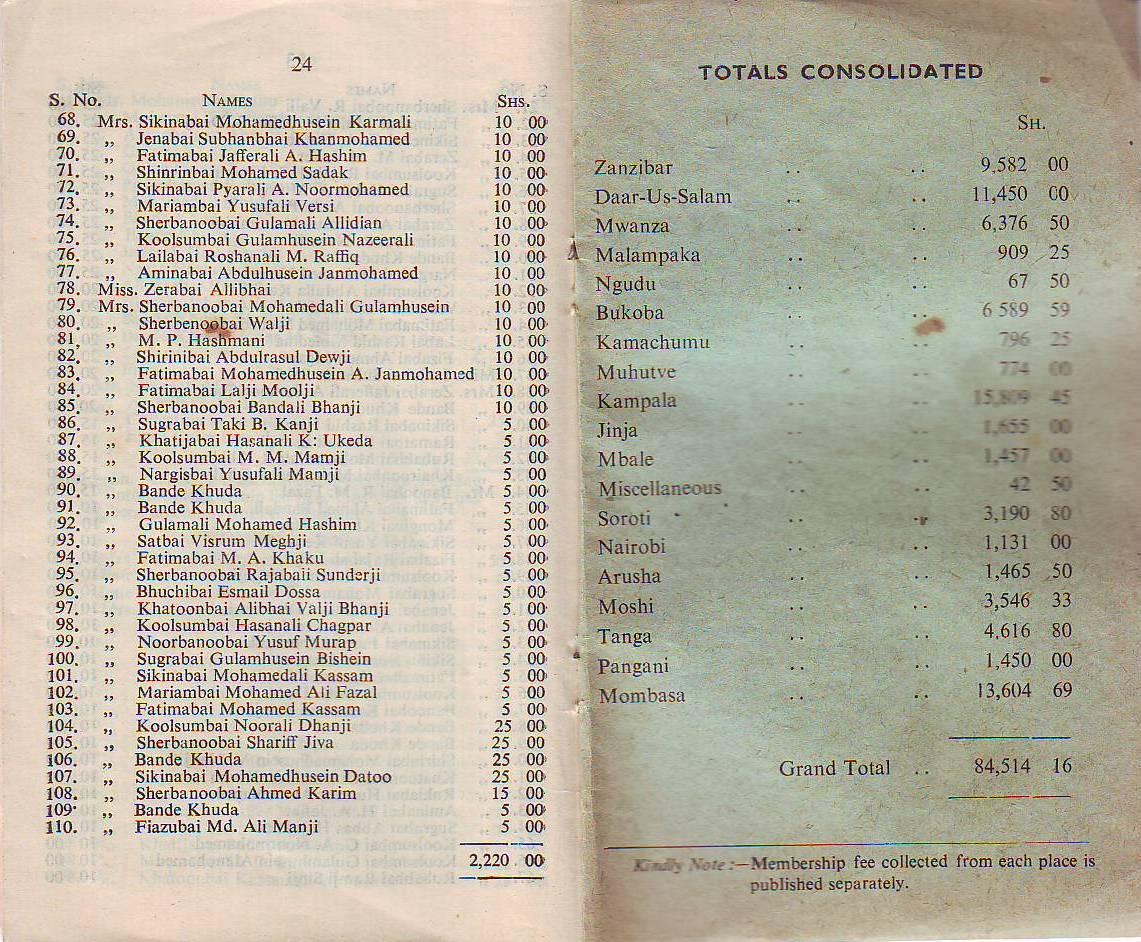 24
S. No. NAMES SHS.
68. Mrs. Sikinabai Mohamedhusein Karmali 10 00
69. ,, Jenabai Subhanbhai Khanmohamed 10 00
70. ,, Fatimabai Jafferali A. Hashim 10 00
71. ,, Shinrinbai Mohamed Sadak 10 00
72. ,, Sikinabai Pyarali A. Noormohamed 10 00
73. ,, Mariambai Yusufali Versi 10 00
74. ,, Sherbanoobai Gulamali Allidian 10 00
75. ,, Koolsumbai Gulamhusein Nazeerali 10 00
76. ,, Lailabai Roshanali M. Raffiq 10 00
77. ,, Aminabai Abdulhusein Janmohamed 10 00
78. Miss. Zerabai Allibhai 10 00
79. Mrs. Sherbanoobai Mohamedali Gulamhusein 10 00
80. ,, Sherbenoobai Walji 10 00
81. ,, M. P. Hashmani 10 00
82. ,, Shirinibai Abdulrasul Dewji 10 00
83. ,, Fatimabai Mohamedhusein A. Janmohamed 10 00
84. ,, Fatimabai Lalji Moolji 10 00
85. ,, Sherbanoobai Bandali Bhanji 10 00
86. ,, Sugrabai Taki B. Kanji 5 00
87. ,, Khatijabai Hasanali K: Ukeda 5 00
88. ,, Koolsumbai M. M. Mamji 5 00
89. ,, Nargisbai Yusufali Mamji 5 00
90. ,, Bande Khuda 5 00
91. ,, Bande Khuda 5 00
92. ,, Gulamali Mohamed Hashim 5 00
93. ,, Satbai Visrum Meghji 5 00
94. ,, Fatimabai M. A. Khaku 5 00
95. ,, Sherbanoobai Rajabaii Sunderji 5 00
96. ,, Bhuchibai Esmail Dossa 5 00
97. ,, Khatoonbai Alibhai Valji Bhanji 5 00
98. ,, Koolsumbai Hasanali Chagpar 5 00
99. ,, Noorbanoobai Yusuf Murap 5 00
100. ,, Sugrabai Gulamhusein Bishein 5 00
101. ,, Sikinabai Mohamedali Kassam 5 00
102. ,, Mariambai Mohamed Ali Fazal 5 00
103. ,, Fatimabai Mohamed Kassam 5 00
104. ,, Koolsumbai Noorali Dhanji 25 00
105. ,, Sherbanoobai Shariff Jiva 25 00
106. ,, Bande Khuda 25 00
107. ,, Sikinabai Mohamedhusein Datoo 25 00
108. ,, Sherbanoobai Ahmed Karim 15 00
109. ,, Bande Khuda 5 00
110. ,, Fiazubai Md. Ali Manji 5 00
2,220 00
TOTALS CONSOLIDATED
SH.
Zanzibar .. .. 9,582 00
Daar-Us-Salam .. .. 11,450 00
Mwanza .. .. 6,376 50
Malampaka .. .. 909 25
Ngudu .. .. 67 50
Bukoba .. .. 6 589 59
Kamachumu .. .. 796 25
Muhutve .. .. 774 00
Kampala .. .. 15,809 45
Jinja .. .. 1,655 00
Mbale .. .. 1,457 00
Miscellaneous .. .. 42 50
Soroti .. .. 3,190 80
Nairobi .. .. 1,131 00
Arusha .. .. 1,465 50
Moshi .. .. 3,546 33
Tanga .. .. 4,616 80
Pangani .. .. 1,450 00
Mombasa .. .. 13,604 69
Grand Total .. 84,514 16
Kindly Note :—Membership fee collected from each place is
published separately.